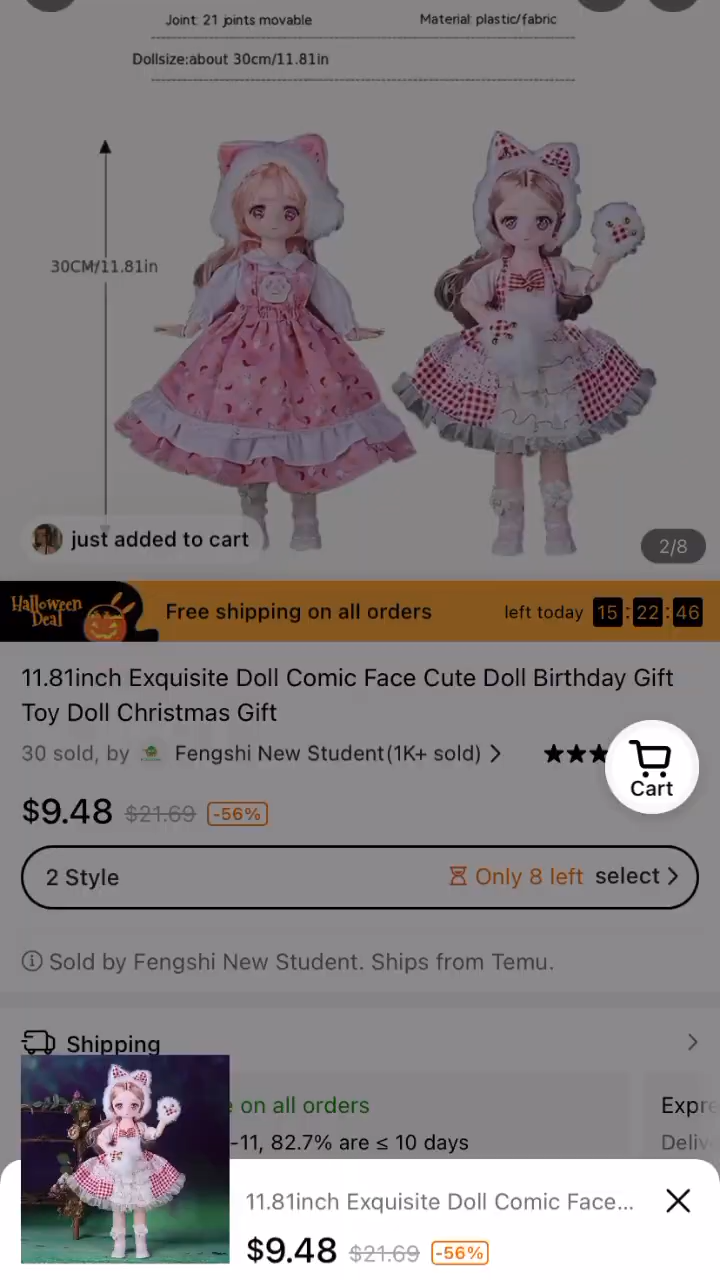 Joint: 21 joints movable
Material: plastic/fabric
Dollsize:about 30cm/11.81in
30CM/11.81in
just added to cart
2/8
Halloween
Deal
Free shipping on all orders
left today 15:22:46
11.81inch Exquisite Doll Comic Face Cute Doll Birthday Gift
Toy Doll Christmas Gift
30 sold, by Fengshi New Student(1K+ sold)
Cart
$9.48 $21.69 -56%
2 Style
Only 8 left select
Sold by Fengshi New Student. Ships from Temu.
Shipping
on all orders
Expre
-11, 82.7% are ≤ 10 days
Deliv
11.81inch Exquisite Doll Comic Face...
$9.48 $21.69 -56%